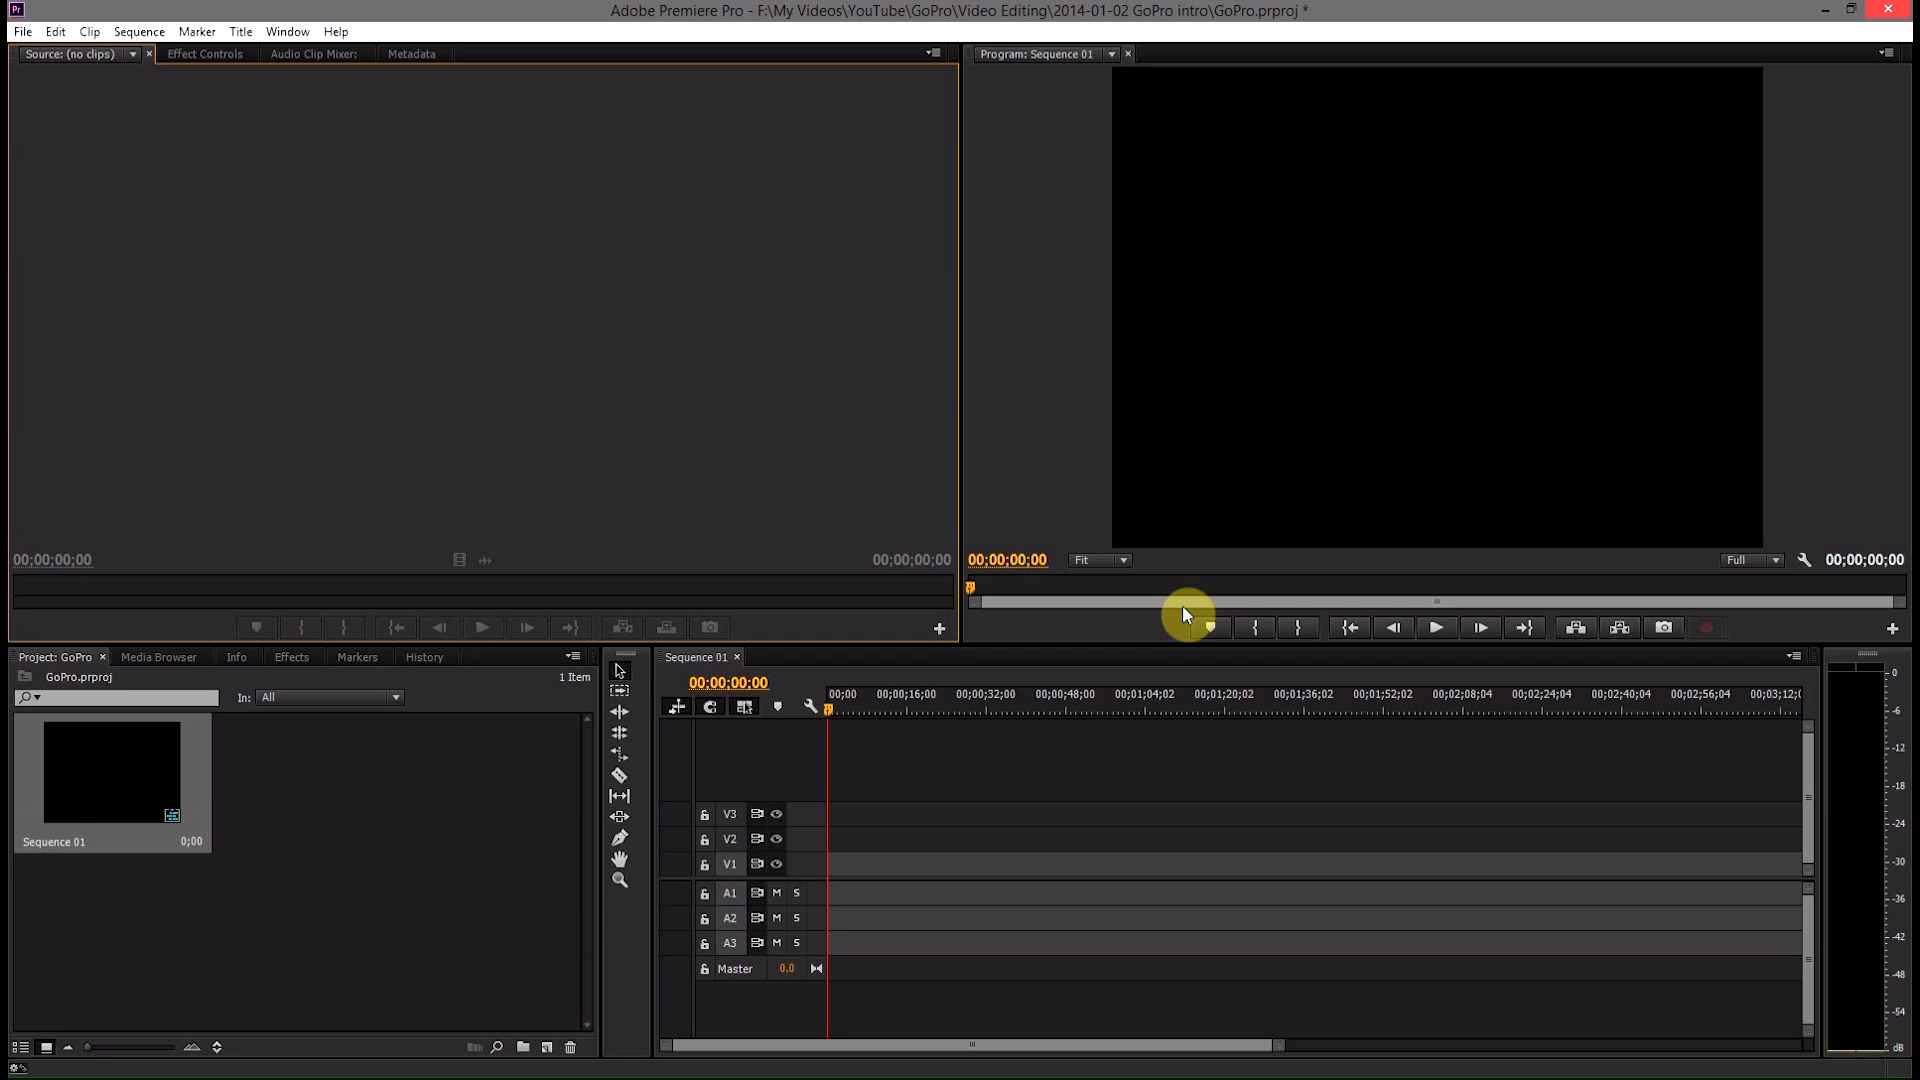 Pr Adobe Premiere Pro - F:\My Videos\YouTube\GoPro\Video Editing\2014-01-02 GoPro intro\GoPro.prproj *
File Edit Clip Sequence Marker Title Window Help
Source: (no clips) Effect Controls Audio Clip Mixer: Metadata
Program: Sequence 01
00;00;00;00 00;00;00;00
00;00;00;00 Fit Full 00;00;00;00
Project: GoPro Media Browser Info Effects Markers History
GoPro.prproj 1 Item
In: All
Sequence 01 0;00
Sequence 01
00;00;00;00
00;00 00;00;16;00 00;00;32;00 00;00;48;00 00;01;04;02 00;01;20;02 00;01;36;02 00;01;52;02 00;02;08;04 00;02;24;04 00;02;40;04 00;02;56;04 00;03;12;0
V3
V2
V1
A1 M S
A2 M S
A3 M S
Master 0.0
0
-6
-12
-18
-24
-30
-36
-42
-48
-54
dB